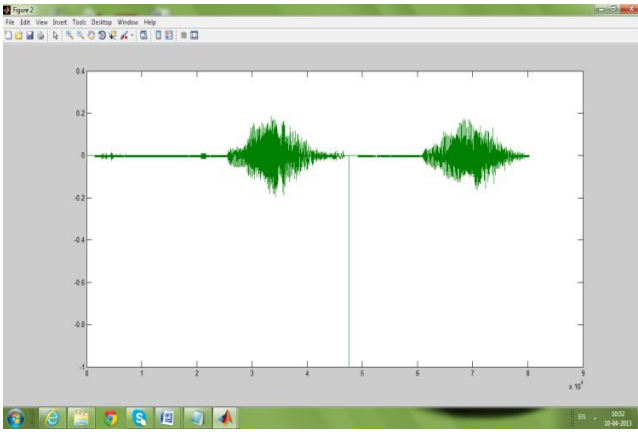 Figure 2
File Edit View Insert Tools Desktop Window Help
0.4
0.2
0
-0.2
-0.4
-0.6
-0.8
-1
0 1 2 3 4 5 6 7 8 9
x 10⁴
EN 10:52
10-04-2013